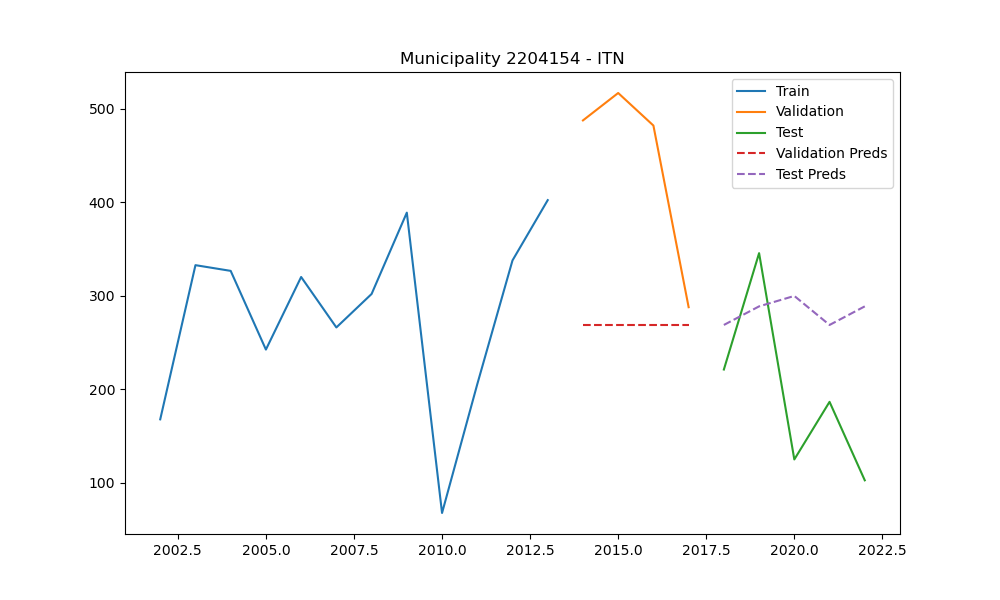 Municipality 2204154 - ITN
Train
Validation
Test
Validation Preds
Test Preds
500
400
300
200
100
2002.5 2005.0 2007.5 2010.0 2012.5 2015.0 2017.5 2020.0 2022.5